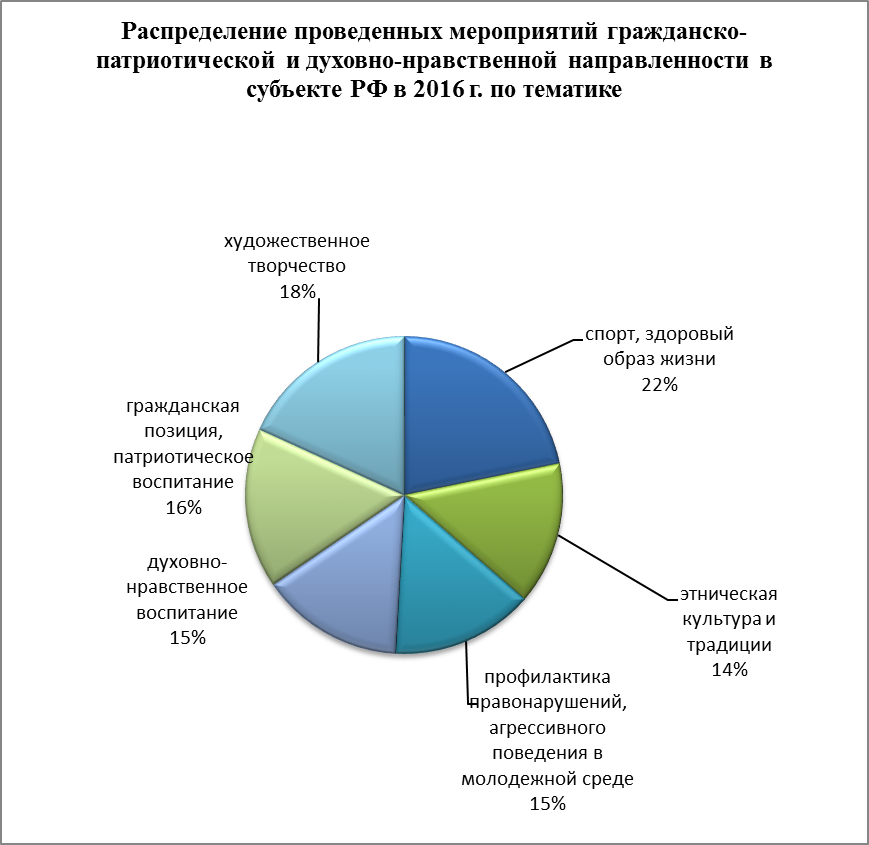 Распределение проведенных мероприятий гражданско-
патриотической и духовно-нравственной направленности в
субъекте РФ в 2016 г. по тематике
художественное
творчество
18%
спорт, здоровый
образ жизни
22%
гражданская
позиция,
патриотическое
воспитание
16%
духовно-
нравственное
воспитание
15%
этническая
культура и
традиции
14%
профилактика
правонарушений,
агрессивного
поведения в
молодежной среде
15%